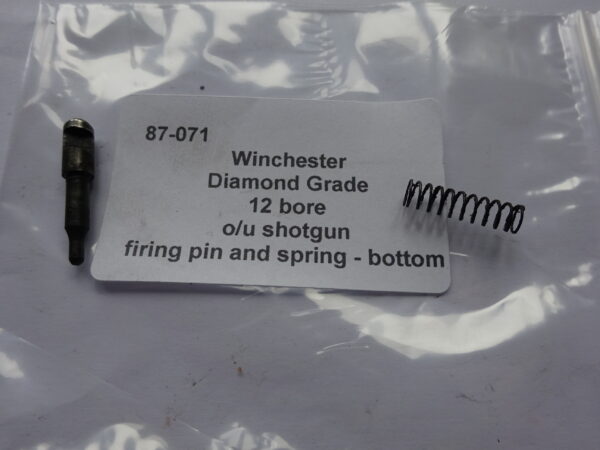 87-071
Winchester
Diamond Grade
12 bore
o/u shotgun
firing pin and spring - bottom